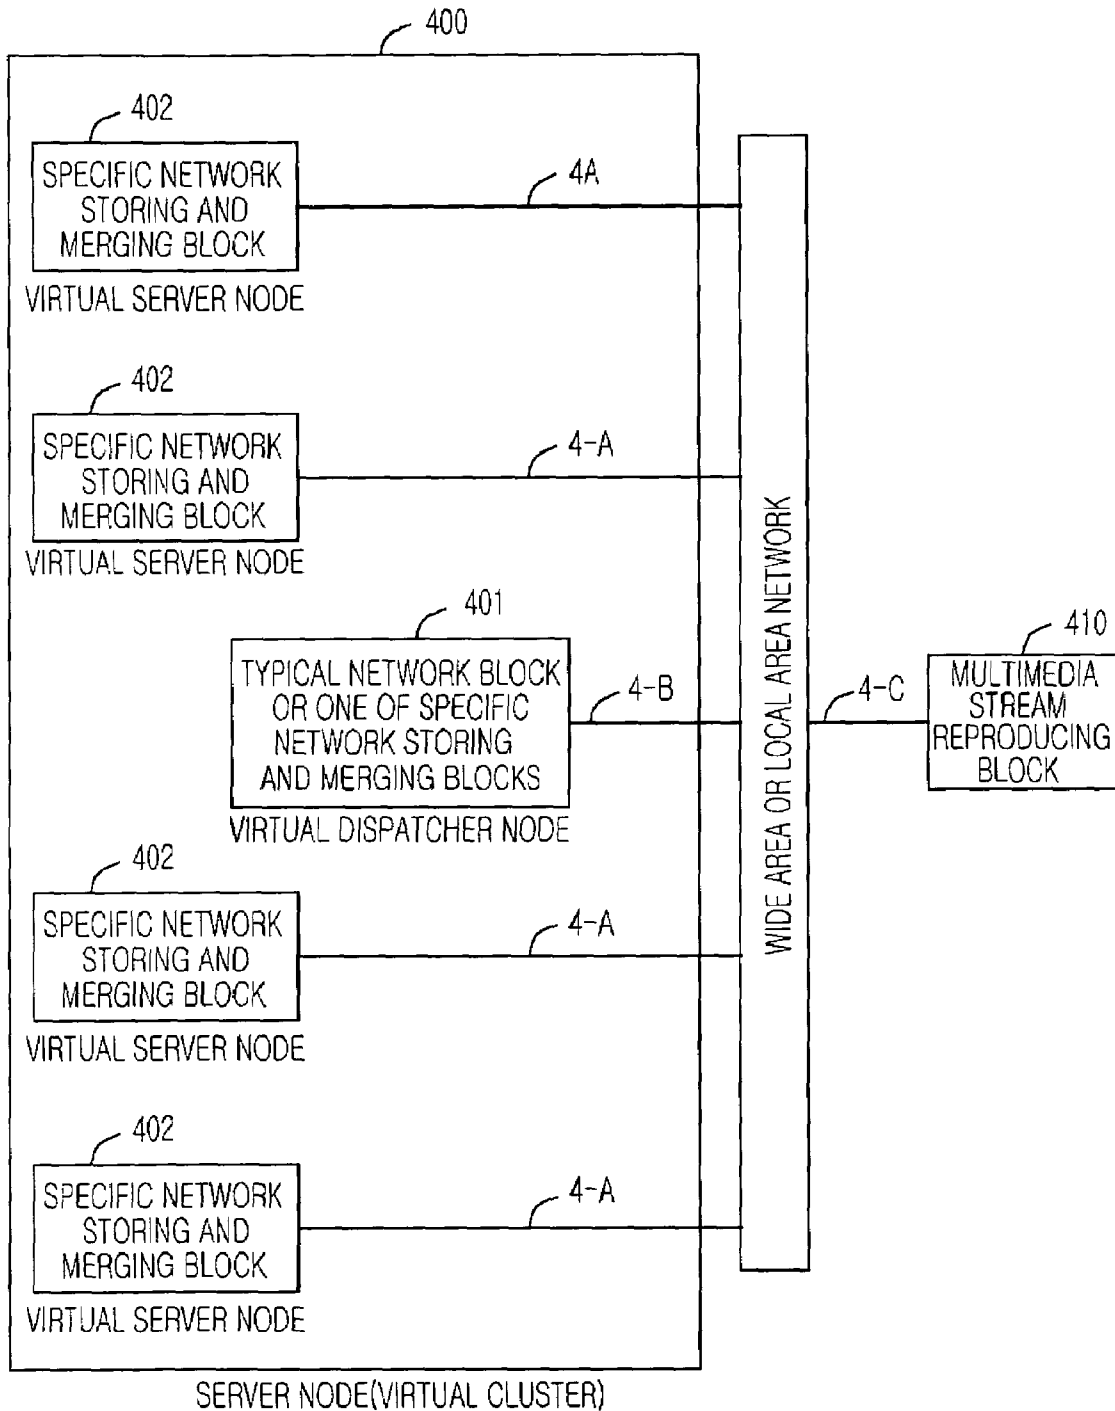 400
402
SPECIFIC NETWORK
STORING AND
MERGING BLOCK
VIRTUAL SERVER NODE
4A
402
SPECIFIC NETWORK
STORING AND
MERGING BLOCK
VIRTUAL SERVER NODE
4-A
401
TYPICAL NETWORK BLOCK
OR ONE OF SPECIFIC
NETWORK STORING
AND MERGING BLOCKS
VIRTUAL DISPATCHER NODE
4-B
WIDE AREA OR LOCAL AREA NETWORK
4-C
410
MULTIMEDIA
STREAM
REPRODUCING
BLOCK
402
SPECIFIC NETWORK
STORING AND
MERGING BLOCK
VIRTUAL SERVER NODE
4-A
402
SPECIFIC NETWORK
STORING AND
MERGING BLOCK
VIRTUAL SERVER NODE
4-A
SERVER NODE(VIRTUAL CLUSTER)